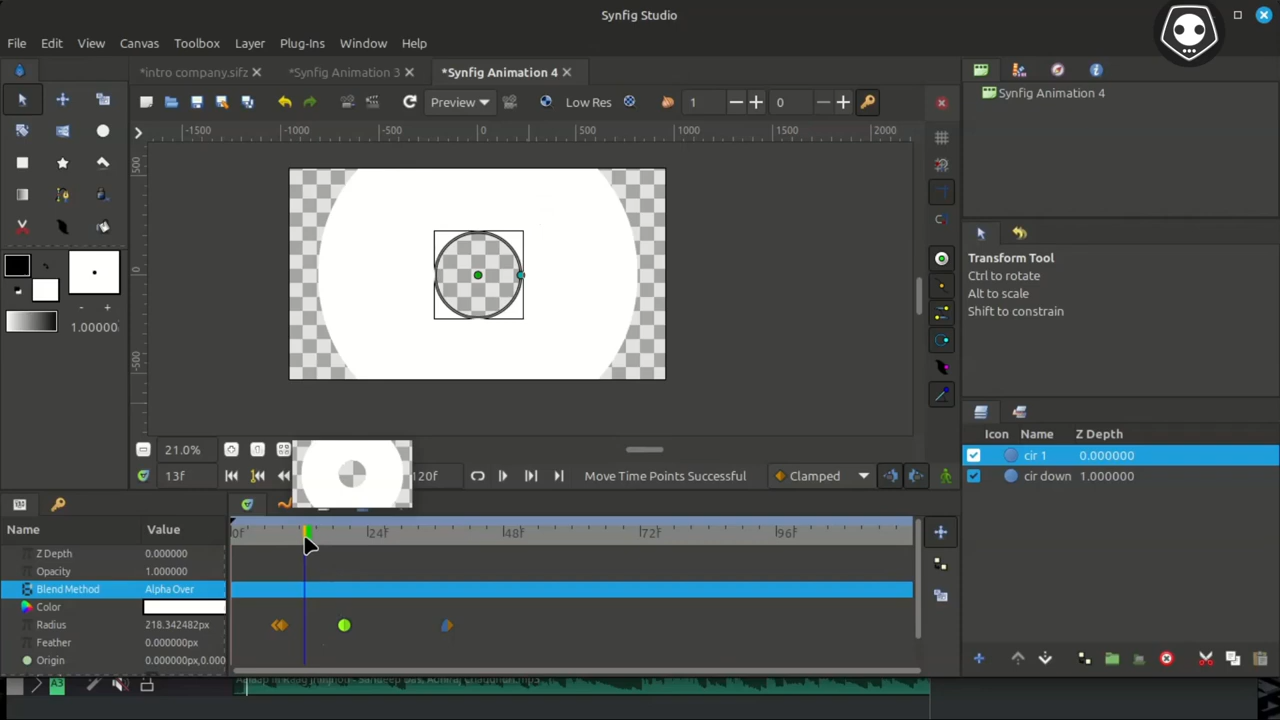 Synfig Studio
File Edit View Canvas Toolbox Layer Plug-Ins Window Help
*intro company.sifz *Synfig Animation 3 *Synfig Animation 4
Preview Low Res 1 0
-1500 -1000 -500 0 500 1000 1500 2000
500
0
-500
1.00000
Synfig Animation 4
Transform Tool
Ctrl to rotate
Alt to scale
Shift to constrain
Icon Name Z Depth
cir 1 0.000000
cir down 1.000000
21.0%
13f 120f Move Time Points Successful Clamped
Name Value
0f 24f 48f 72f 96f
Z Depth 0.000000
Opacity 1.000000
Blend Method Alpha Over
Color
Radius 218.342482px
Feather 0.000000px
Origin 0.000000px,0.000
A3